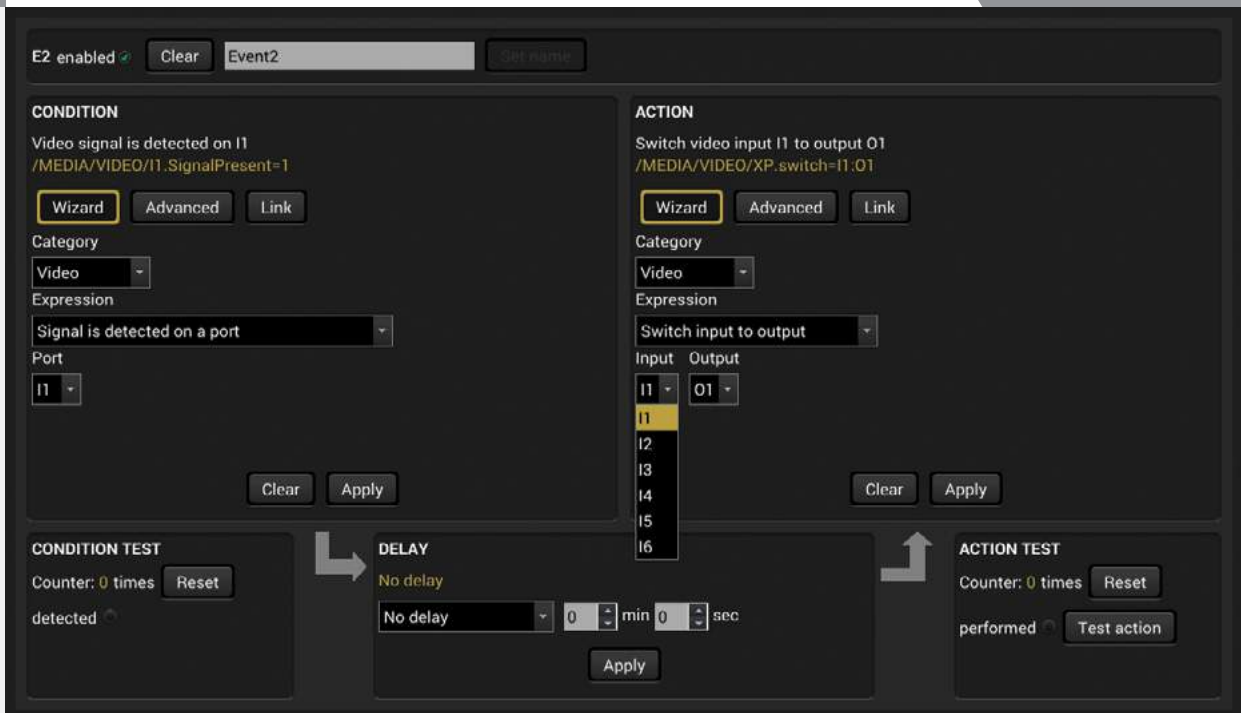 E2 enabled Clear Event2 Set name
CONDITION
Video signal is detected on I1
/MEDIA/VIDEO/I1.SignalPresent=1
Wizard Advanced Link
Category
Video
Expression
Signal is detected on a port
Port
I1
Clear Apply
ACTION
Switch video input I1 to output O1
/MEDIA/VIDEO/XP.switch=I1:O1
Wizard Advanced Link
Category
Video
Expression
Switch input to output
Input Output
I1 O1
I1
I2
I3
I4
I5
I6
Clear Apply
CONDITION TEST
Counter: 0 times Reset
detected
DELAY
No delay
No delay 0 min 0 sec
Apply
ACTION TEST
Counter: 0 times Reset
performed Test action